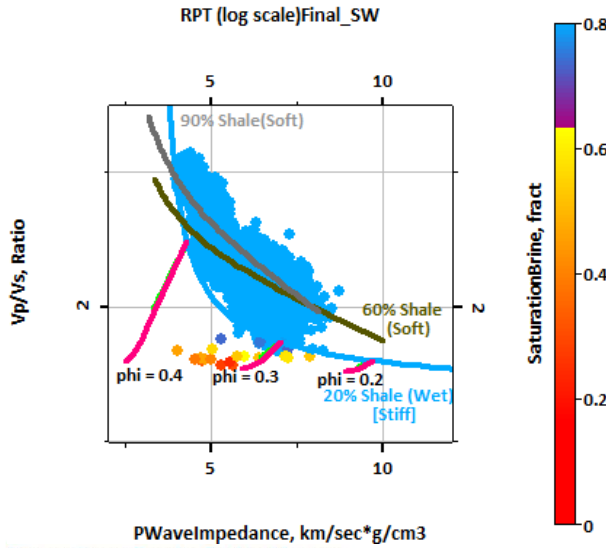 RPT (log scale)Final_SW
5 10
90% Shale(Soft)
Vp/Vs, Ratio
2
2
60% Shale
(Soft)
phi = 0.4
phi = 0.3
phi = 0.2
20% Shale (Wet)
[Stiff]
5 10
PWaveImpedance, km/sec*g/cm3
SaturationBrine, fract
0.8
0.6
0.4
0.2
0